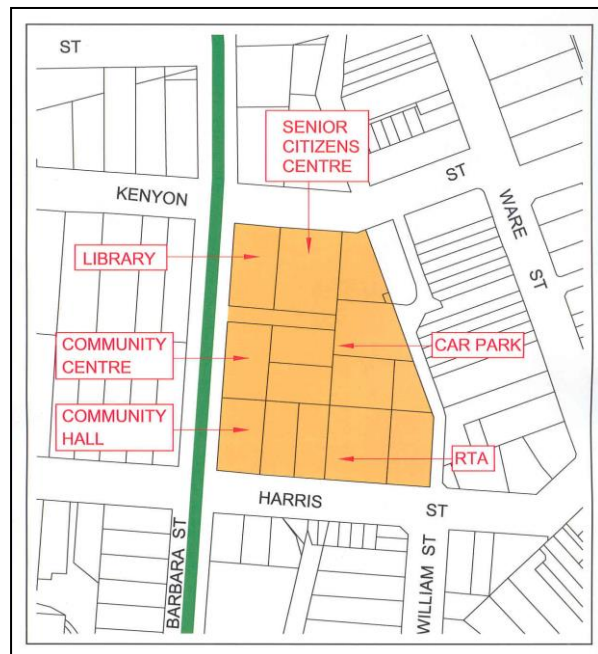 ST
SENIOR
CITIZENS
CENTRE
KENYON
ST
WARE
ST
LIBRARY
COMMUNITY
CENTRE
CAR PARK
COMMUNITY
HALL
RTA
HARRIS
ST
BARBARA ST
WILLIAM ST